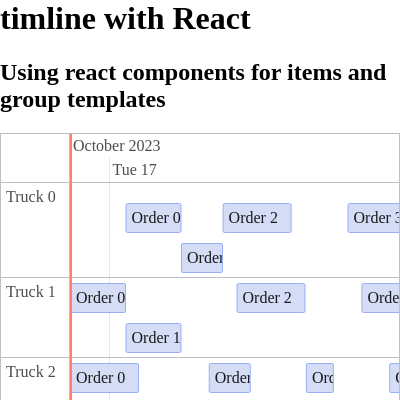 timline with React
Using react components for items and
group templates
October 2023
Tue 17
Truck 0
Order 0
Order 2
Order 3
Order
Truck 1
Order 0
Order 2
Orde
Order 1
Truck 2
Order 0
Order
Ord